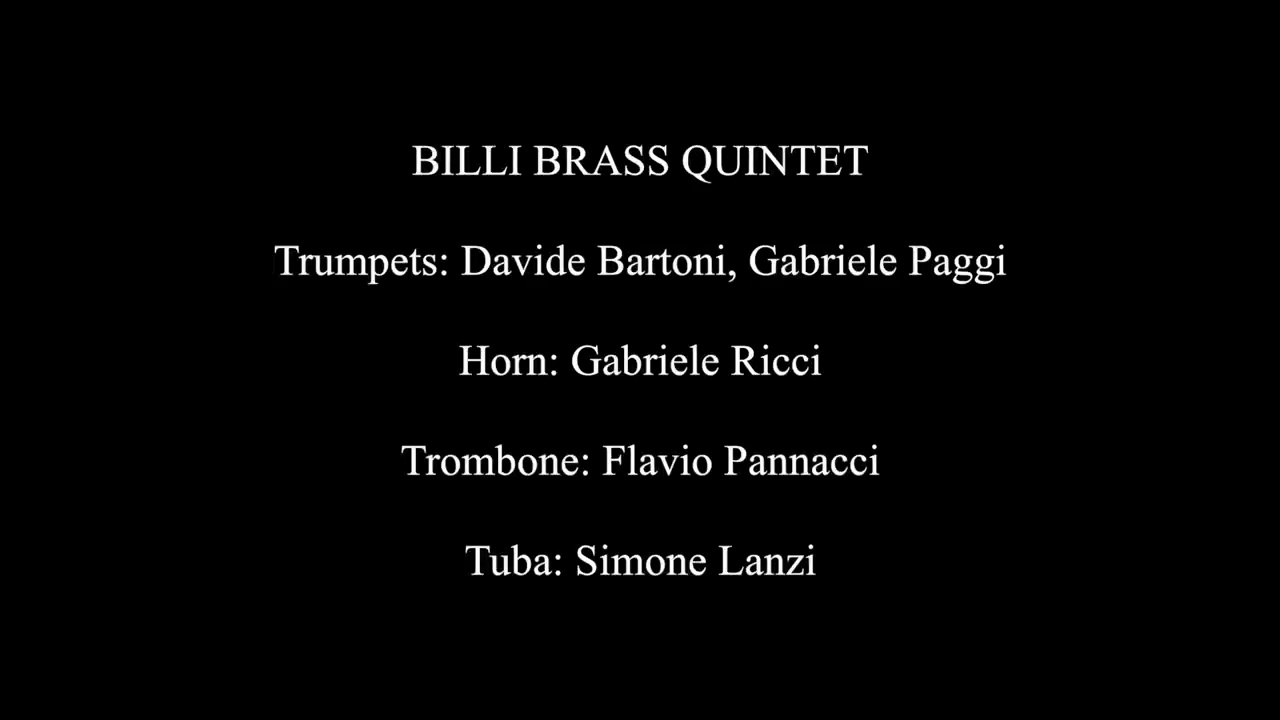 BILLI BRASS QUINTET
Trumpets: Davide Bartoni, Gabriele Paggi
Horn: Gabriele Ricci
Trombone: Flavio Pannacci
Tuba: Simone Lanzi